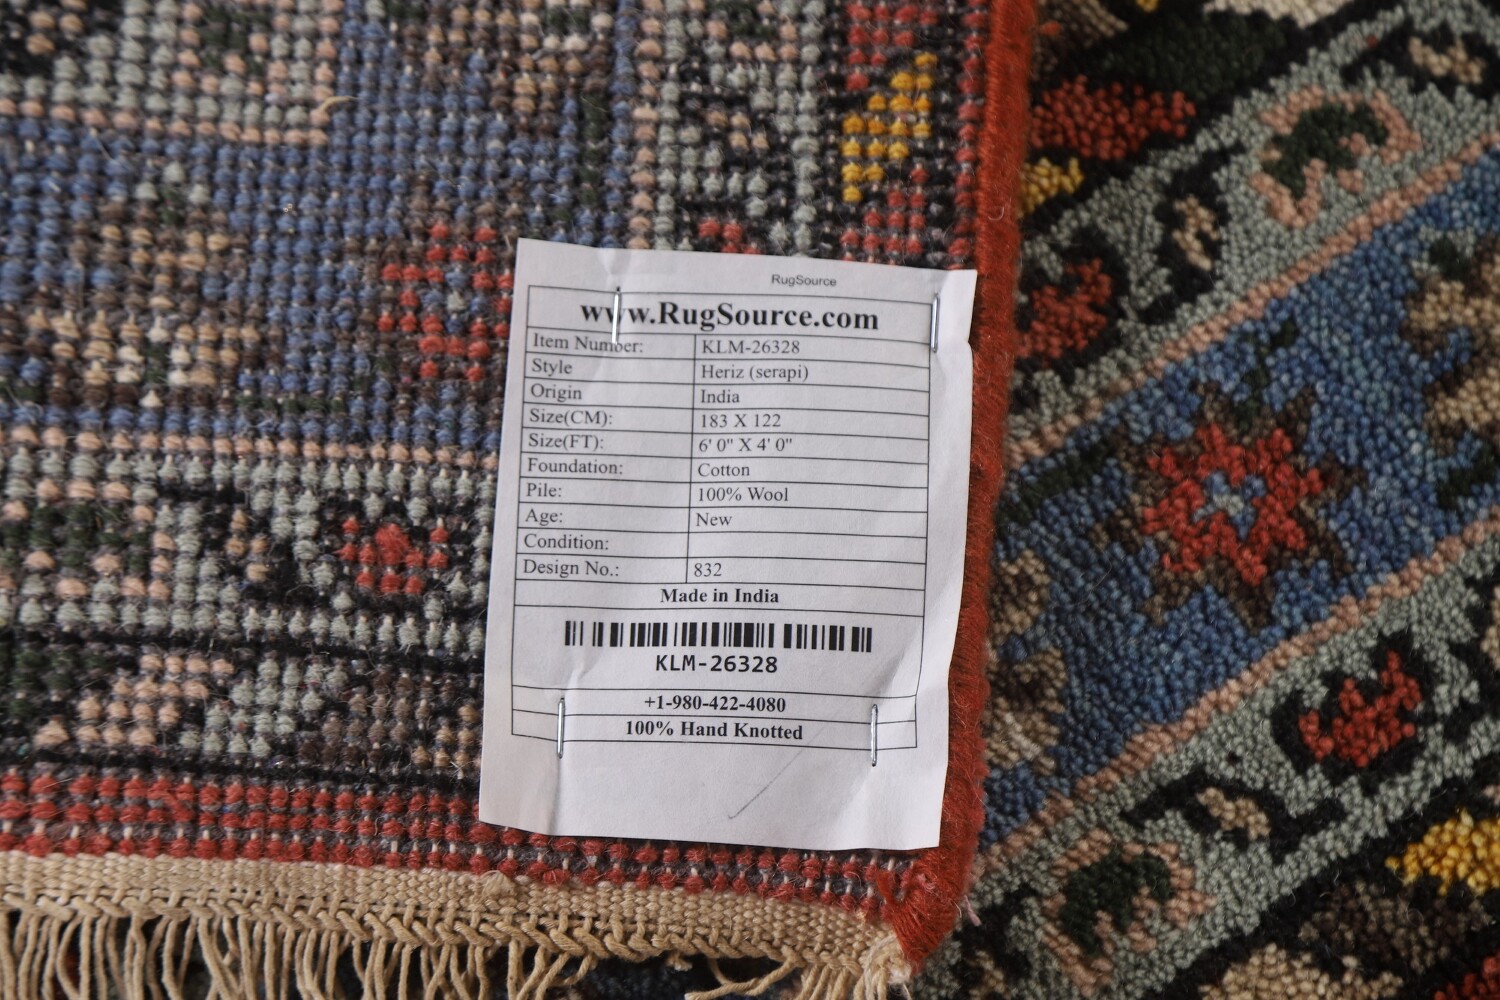 RugSource
www.RugSource.com
Item Number: KLM-26328
Style Heriz (serapi)
Origin India
Size(CM): 183 X 122
Size(FT): 6' 0" X 4' 0"
Foundation: Cotton
Pile: 100% Wool
Age: New
Condition:
Design No.: 832
Made in India
KLM-26328
+1-980-422-4080
100% Hand Knotted